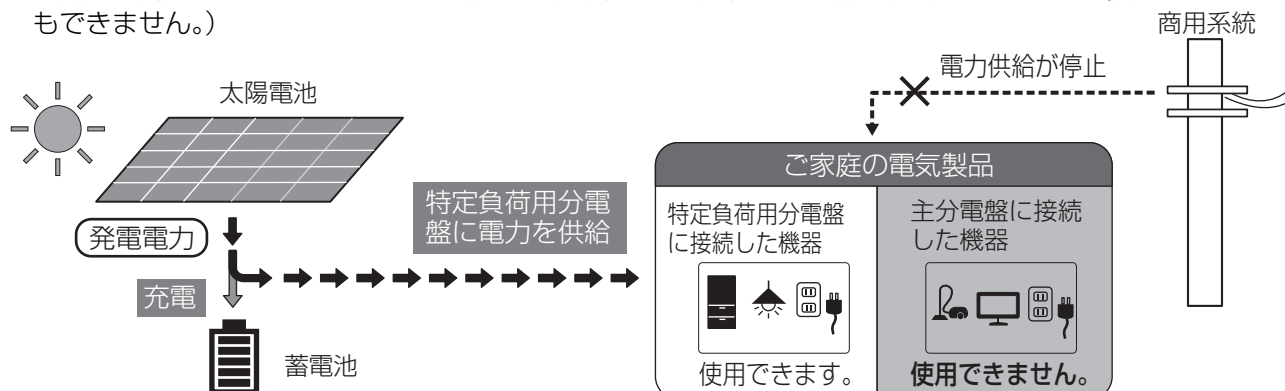 もできません。)
商用系統
電力供給が停止
太陽電池
ご家庭の電気製品
特定負荷用分電
盤に電力を供給
特定負荷用分電盤
に接続した機器
主分電盤に接続
した機器
発電電力
充電
蓄電池
使用できます。
使用できません。